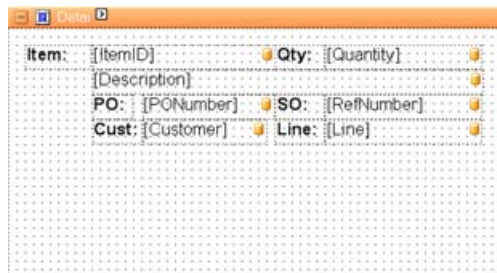 Detail
Item: [ItemID] Qty: [Quantity]
[Description]
PO: [PONumber] SO: [RefNumber]
Cust: [Customer] Line: [Line]